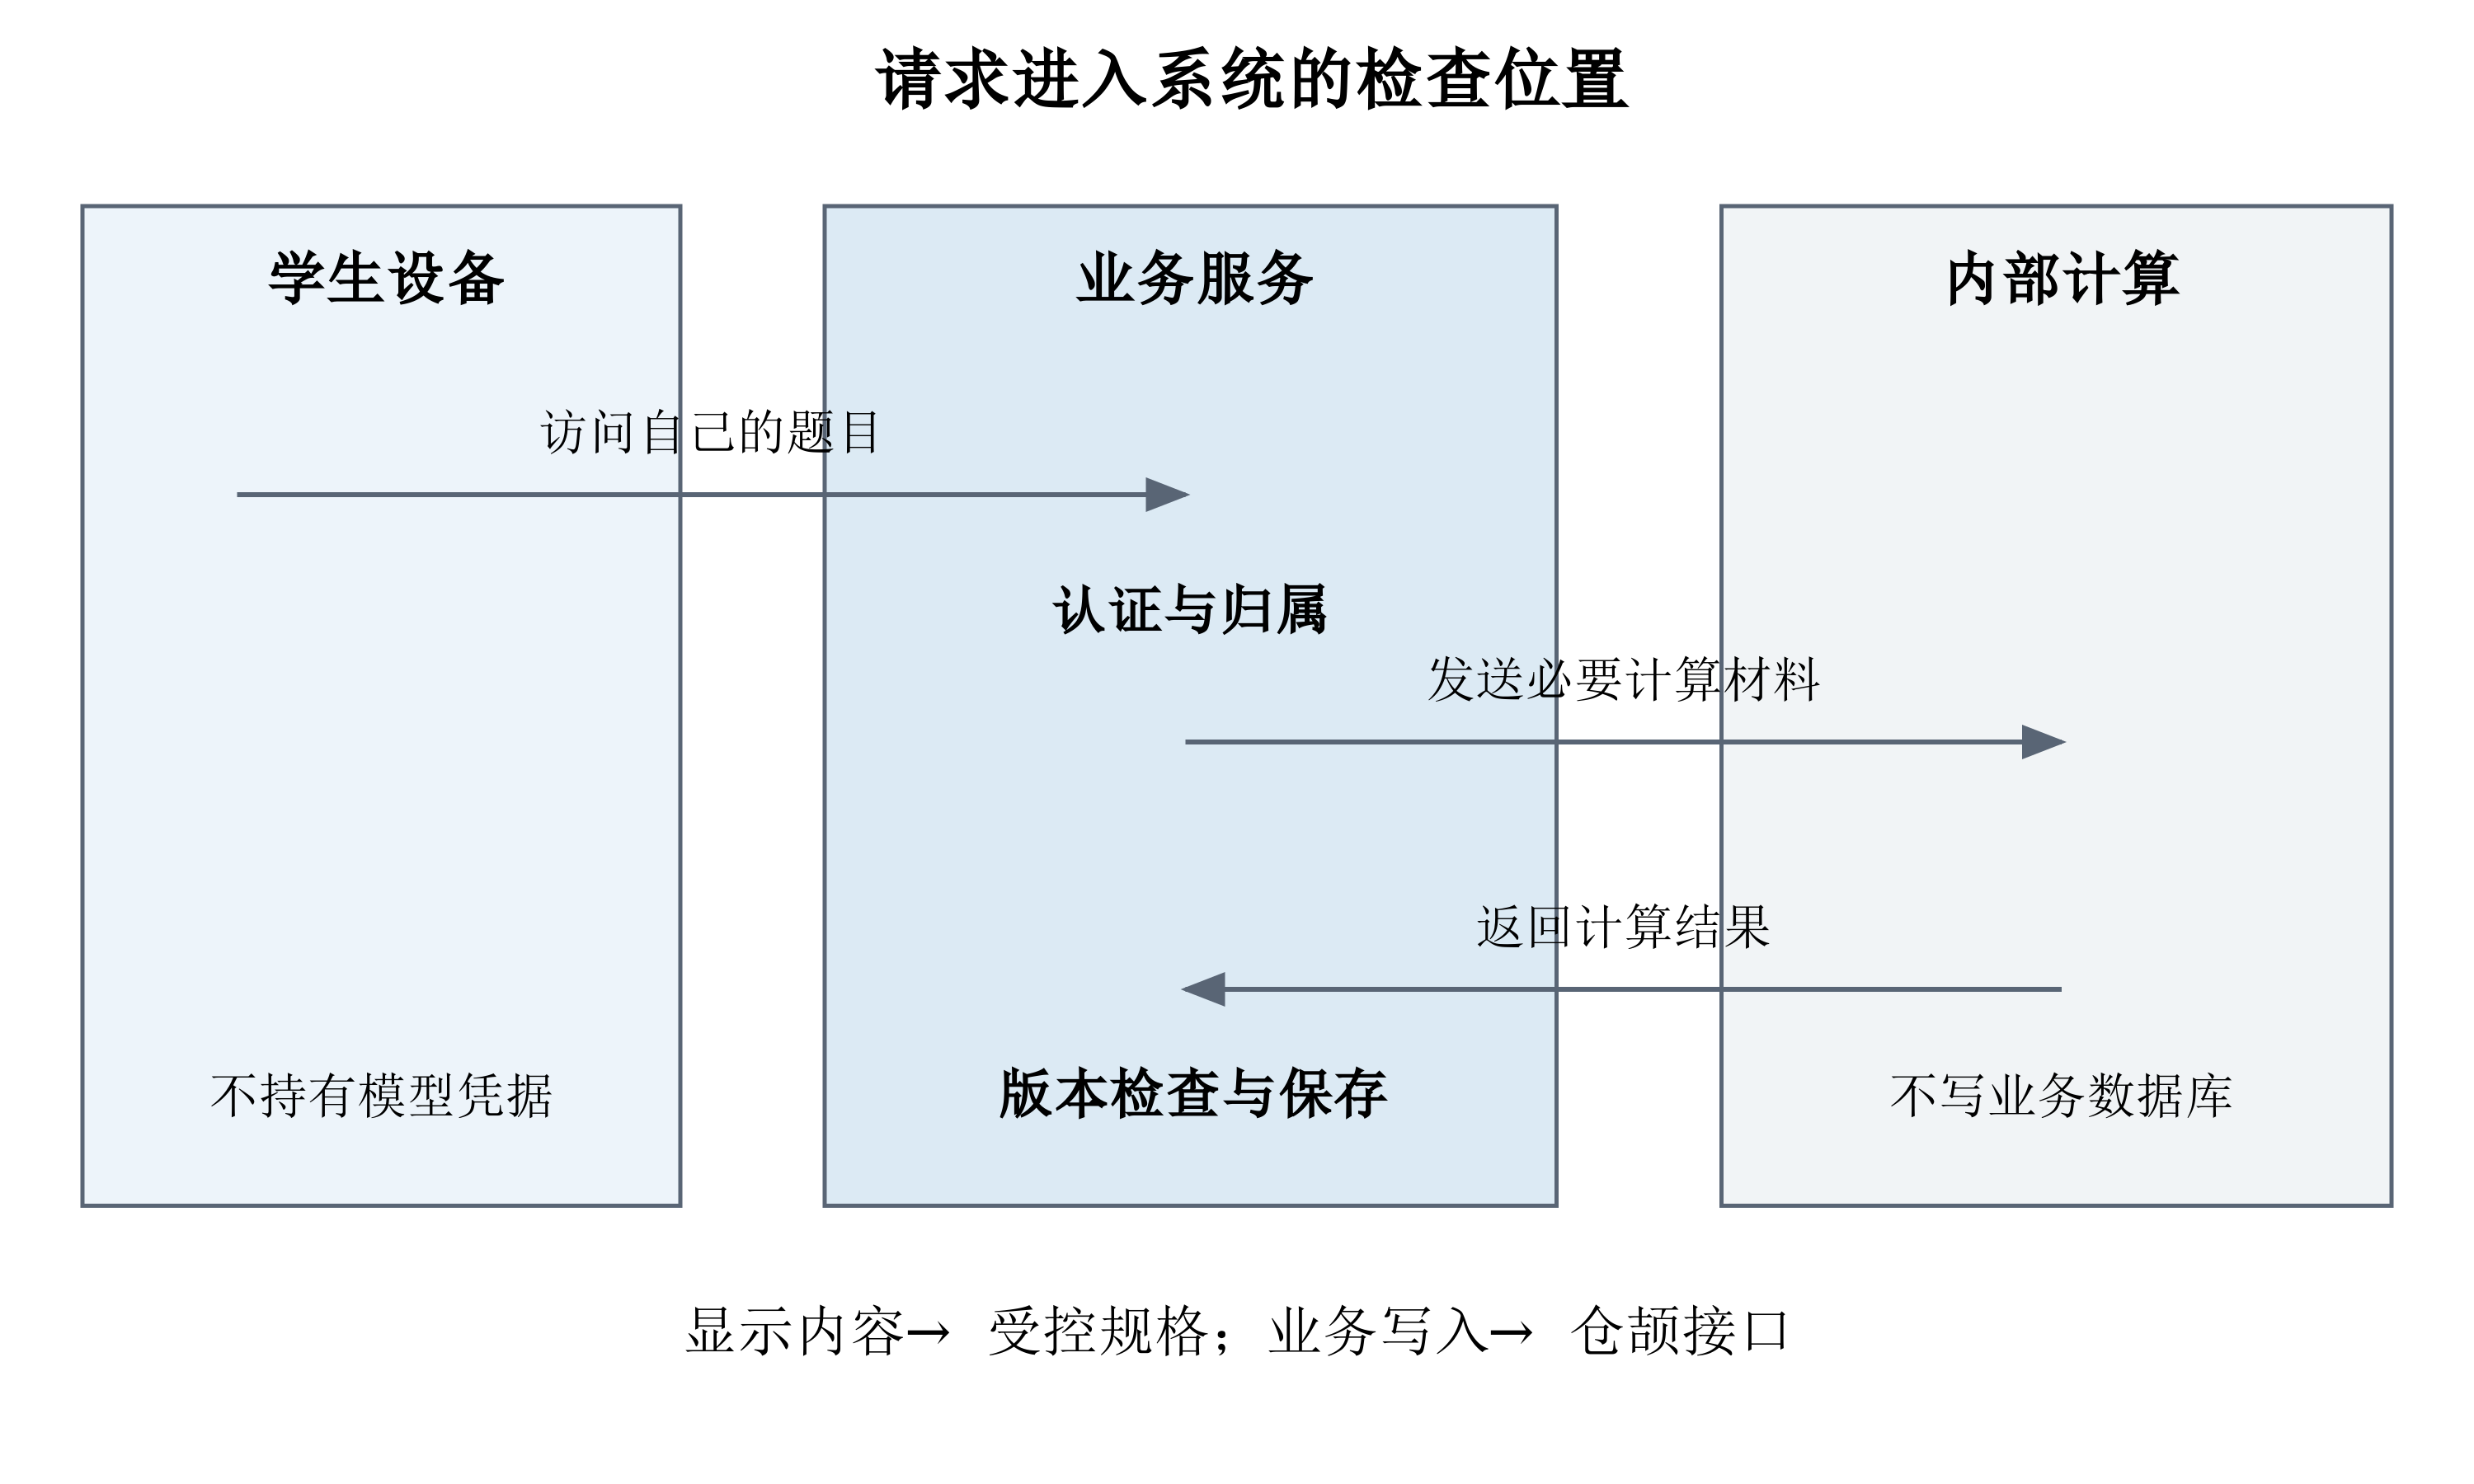 请求进入系统的检查位置
学生设备
业务服务
内部计算
访问自己的题目
认证与归属
发送必要计算材料
返回计算结果
不持有模型凭据
版本检查与保存
不写业务数据库
显示内容→ 受控规格；业务写入→ 仓颉接口